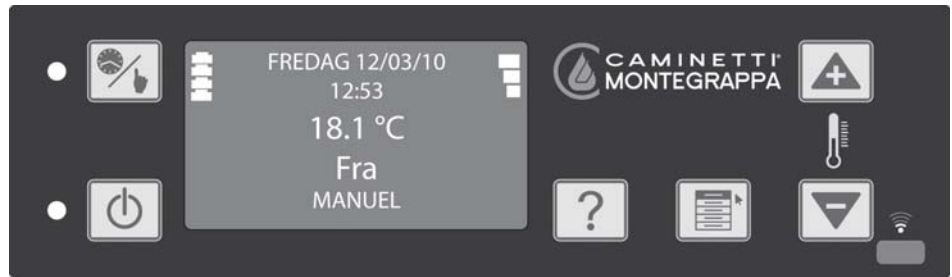 FREDAG 12/03/10
12:53
18.1 °C
Fra
MANUEL
CAMINETTI®
MONTEGRAPPA
+
?
-